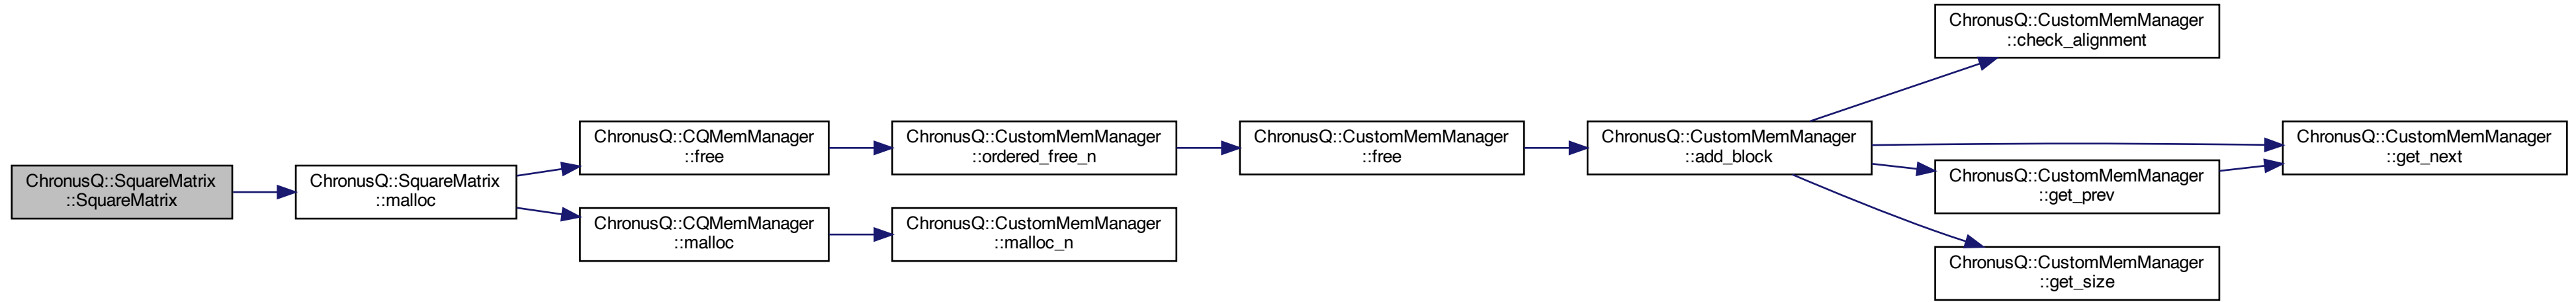 ChronusQ::SquareMatrix
::SquareMatrix
ChronusQ::SquareMatrix
::malloc
ChronusQ::CQMemManager
::free
ChronusQ::CustomMemManager
::ordered_free_n
ChronusQ::CustomMemManager
::free
ChronusQ::CustomMemManager
::add_block
ChronusQ::CustomMemManager
::check_alignment
ChronusQ::CustomMemManager
::get_next
ChronusQ::CustomMemManager
::get_prev
ChronusQ::CustomMemManager
::get_size
ChronusQ::CQMemManager
::malloc
ChronusQ::CustomMemManager
::malloc_n